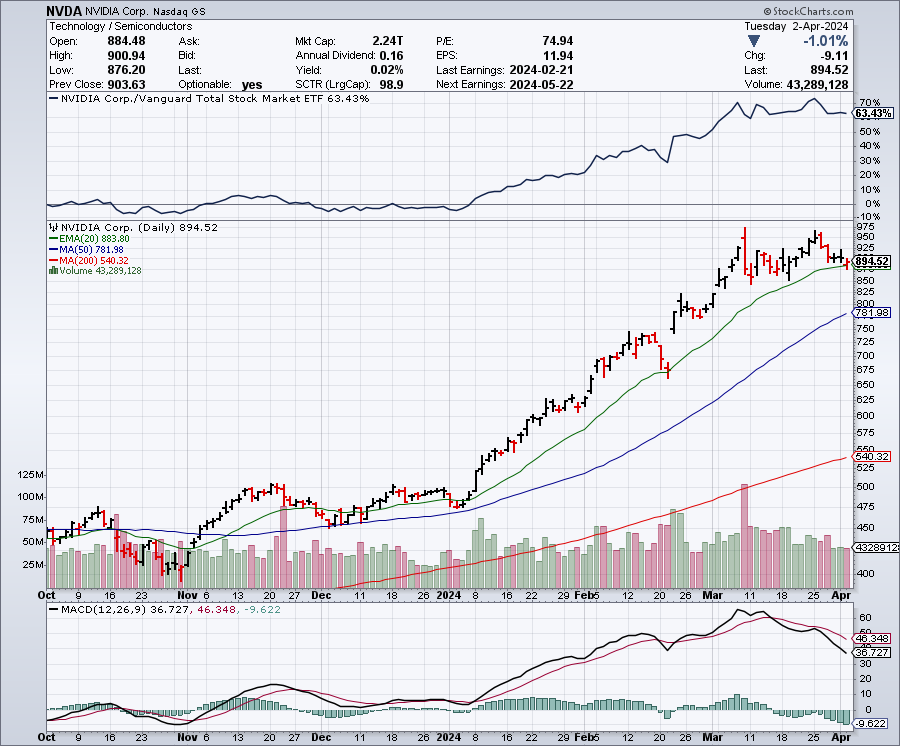 NVDA NVIDIA Corp. Nasdaq GS © StockCharts.com
Technology / Semiconductors Tuesday 2-Apr-2024
Open: 884.48 Ask: Mkt Cap: 2.24T P/E: 74.94 ▼ -1.01%
High: 900.94 Bid: Annual Dividend: 0.16 EPS: 11.94 Chg: -9.11
Low: 876.20 Last: Yield: 0.02% Last Earnings: 2024-02-21 Last: 894.52
Prev Close: 903.63 Optionable: yes SCTR (LrgCap): 98.9 Next Earnings: 2024-05-22 Volume: 43,289,128
NVIDIA Corp./Vanguard Total Stock Market ETF 63.43%
70%
63.43%
50%
40%
30%
20%
10%
0%
-10%
NVIDIA Corp. (Daily) 894.52
EMA(20) 883.80
MA(50) 781.98
MA(200) 540.32
Volume 43,289,128
975
950
925
894.52
875
850
825
800
781.98
750
725
700
675
650
625
600
575
550
540.32
525
500
475
450
43289128
400
125M
100M
75M
50M
25M
Oct 9 16 23 Nov 6 13 20 27 Dec 11 18 26 2024 8 16 22 29 Feb 5 12 20 26 Mar 11 18 25 Apr
MACD(12,26,9) 36.727, 46.348, -9.622
60
50
46.348
36.727
30
20
10
0
-9.622
Oct 9 16 23 Nov 6 13 20 27 Dec 11 18 26 2024 8 16 22 29 Feb 5 12 20 26 Mar 11 18 25 Apr